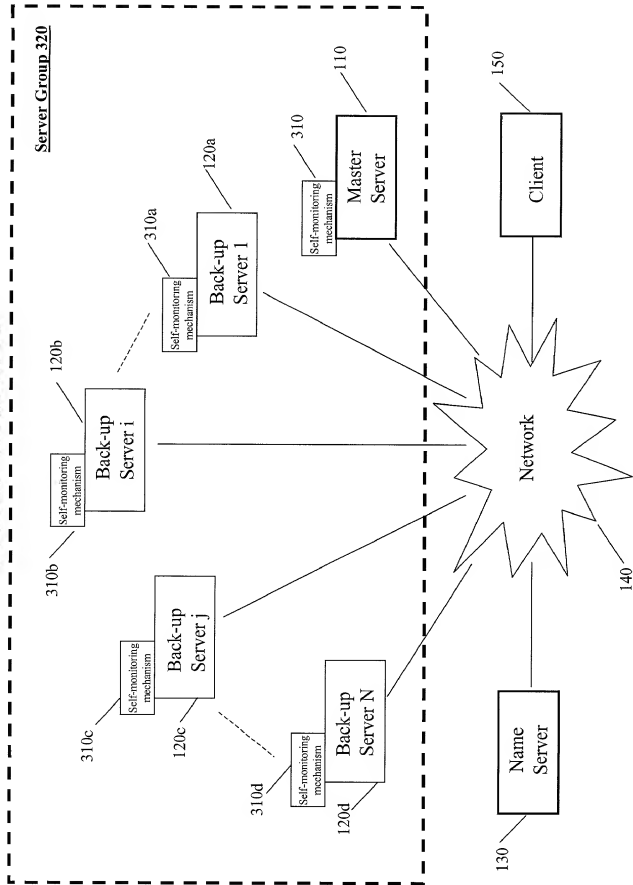 Server Group 320
310b
Self-monitoring
mechanism
120b
Back-up
Server i
310c
Self-monitoring
mechanism
120c
Back-up
Server j
310a
Self-monitoring
mechanism
120a
Back-up
Server 1
310d
Self-monitoring
mechanism
120d
Back-up
Server N
310
Self-monitoring
mechanism
110
Master
Server
130
Name
Server
Network
140
150
Client